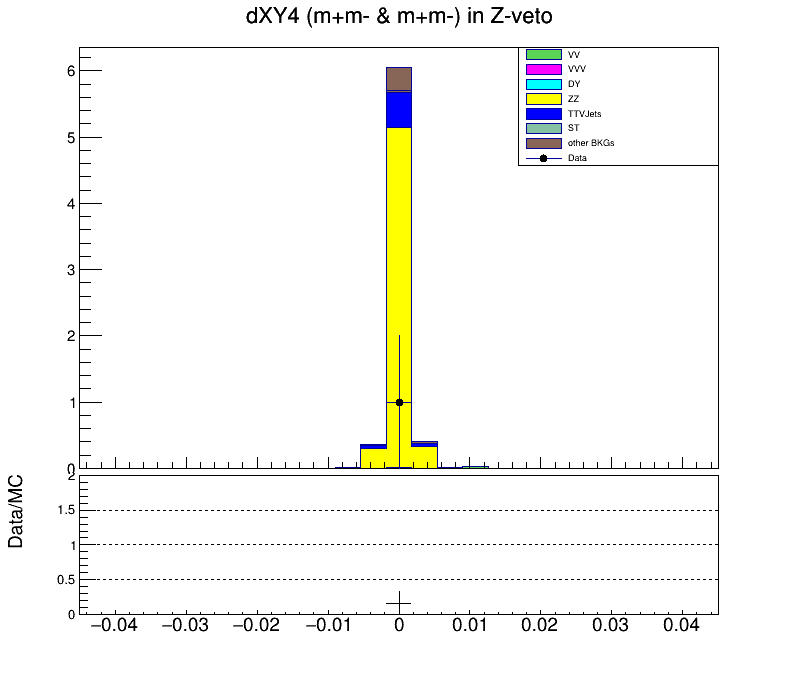 dXY4 (m+m- & m+m-) in Z-veto
VV
VVV
DY
ZZ
TTVJets
ST
other BKGs
Data
6
5
4
3
2
1
0
Data/MC
2
1.5
1
0.5
0
−0.04 −0.03 −0.02 −0.01 0 0.01 0.02 0.03 0.04